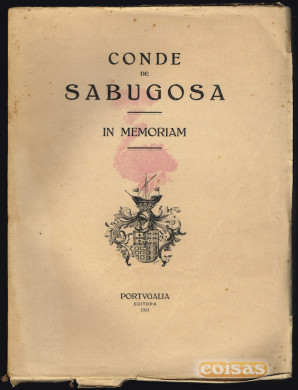 CONDE
DE
SABUGOSA
IN MEMORIAM
PORTVGALIA
EDITORA
coisas